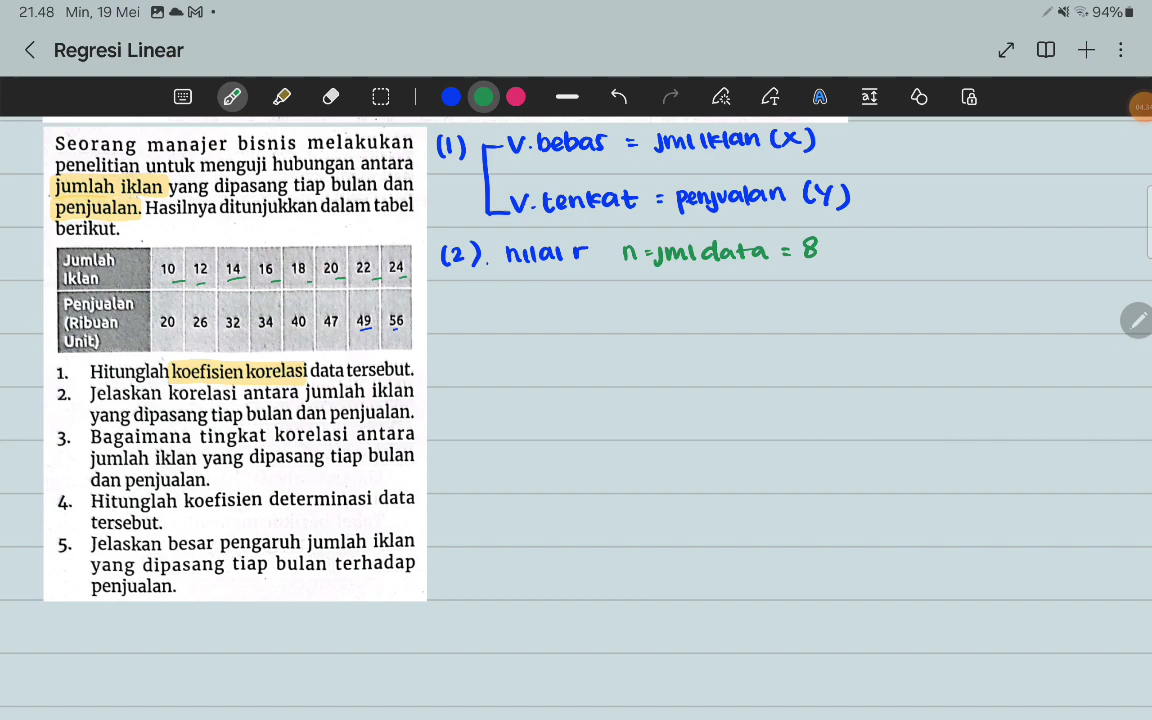 21.48 Min, 19 Mei
94%
Regresi Linear
04.34
Seorang manajer bisnis melakukan
penelitian untuk menguji hubungan antara
jumlah iklan yang dipasang tiap bulan dan
penjualan. Hasilnya ditunjukkan dalam tabel
berikut.
Jumlah Iklan 10 12 14 16 18 20 22 24
Penjualan (Ribuan Unit) 20 26 32 34 40 47 49 56
1. Hitunglah koefisien korelasi data tersebut.
2. Jelaskan korelasi antara jumlah iklan
yang dipasang tiap bulan dan penjualan.
3. Bagaimana tingkat korelasi antara
jumlah iklan yang dipasang tiap bulan
dan penjualan.
4. Hitunglah koefisien determinasi data
tersebut.
5. Jelaskan besar pengaruh jumlah iklan
yang dipasang tiap bulan terhadap
penjualan.
(1) V. bebas = jml iklan (x)
V. terikat = penjualan (y)
(2). nilai r n = jml data = 8